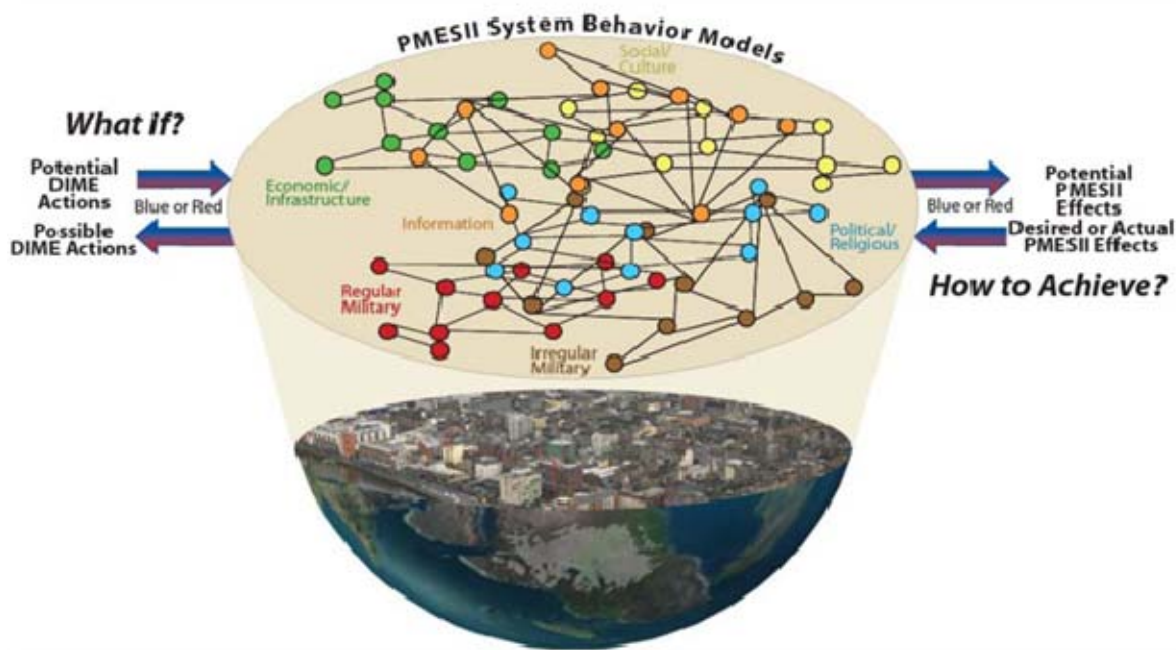 PMESII System Behavior Models
Social/
Culture
What if?
Potential
DIME
Actions
Blue or Red
Possible
DIME Actions
Economic/
Infrastructure
Information
Regular
Military
Irregular
Military
Political/
Religious
Potential
PMESII
Effects
Blue or Red
Desired or Actual
PMESII Effects
How to Achieve?